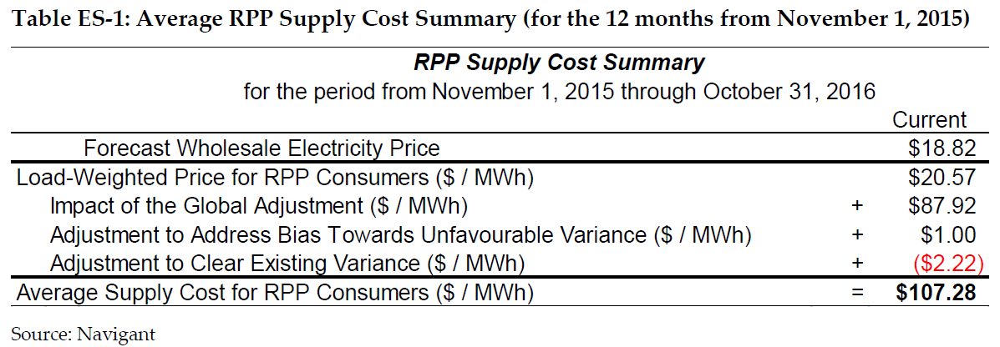 Table ES-1: Average RPP Supply Cost Summary (for the 12 months from November 1, 2015)
RPP Supply Cost Summary
for the period from November 1, 2015 through October 31, 2016
Current
Forecast Wholesale Electricity Price $18.82
Load-Weighted Price for RPP Consumers ($ / MWh) $20.57
Impact of the Global Adjustment ($ / MWh) + $87.92
Adjustment to Address Bias Towards Unfavourable Variance ($ / MWh) + $1.00
Adjustment to Clear Existing Variance ($ / MWh) + ($2.22)
Average Supply Cost for RPP Consumers ($ / MWh) = $107.28
Source: Navigant